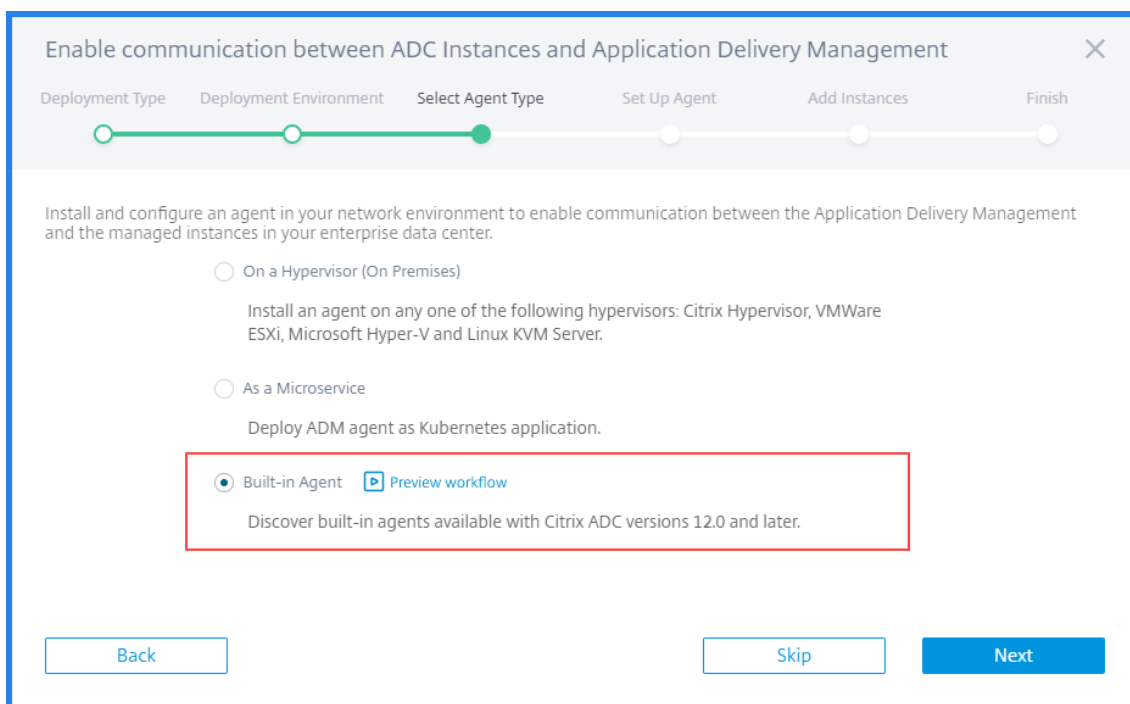 Enable communication between ADC Instances and Application Delivery Management
Deployment Type
Deployment Environment
Select Agent Type
Set Up Agent
Add Instances
Finish
Install and configure an agent in your network environment to enable communication between the Application Delivery Management
and the managed instances in your enterprise data center.
On a Hypervisor (On Premises)
Install an agent on any one of the following hypervisors: Citrix Hypervisor, VMWare
ESXi, Microsoft Hyper-V and Linux KVM Server.
As a Microservice
Deploy ADM agent as Kubernetes application.
Built-in Agent Preview workflow
Discover built-in agents available with Citrix ADC versions 12.0 and later.
Back
Skip
Next